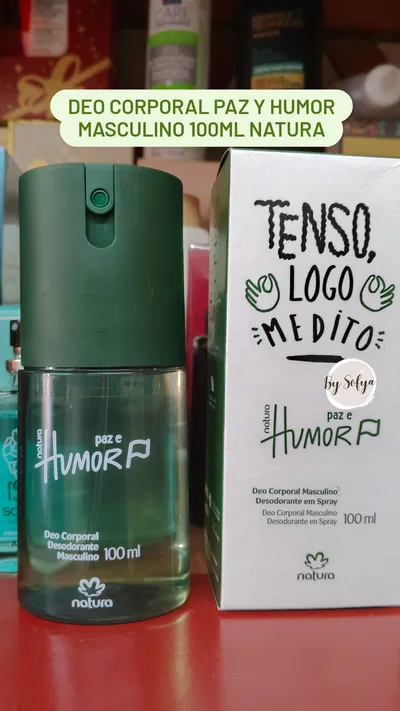 DEO CORPORAL PAZ Y HUMOR
MASCULINO 100ML NATURA
TENSO,
LOGO
MEDITO
By Sofya
natura
paz e
HUMOR
Deo Corporal Masculino
Desodorante en Spray
Deo Corporal Masculino
Desodorante em Spray
100 ml
natura
natura
paz e
HUMOR
Deo Corporal
Desodorante
Masculino
100 ml
natura
CARE